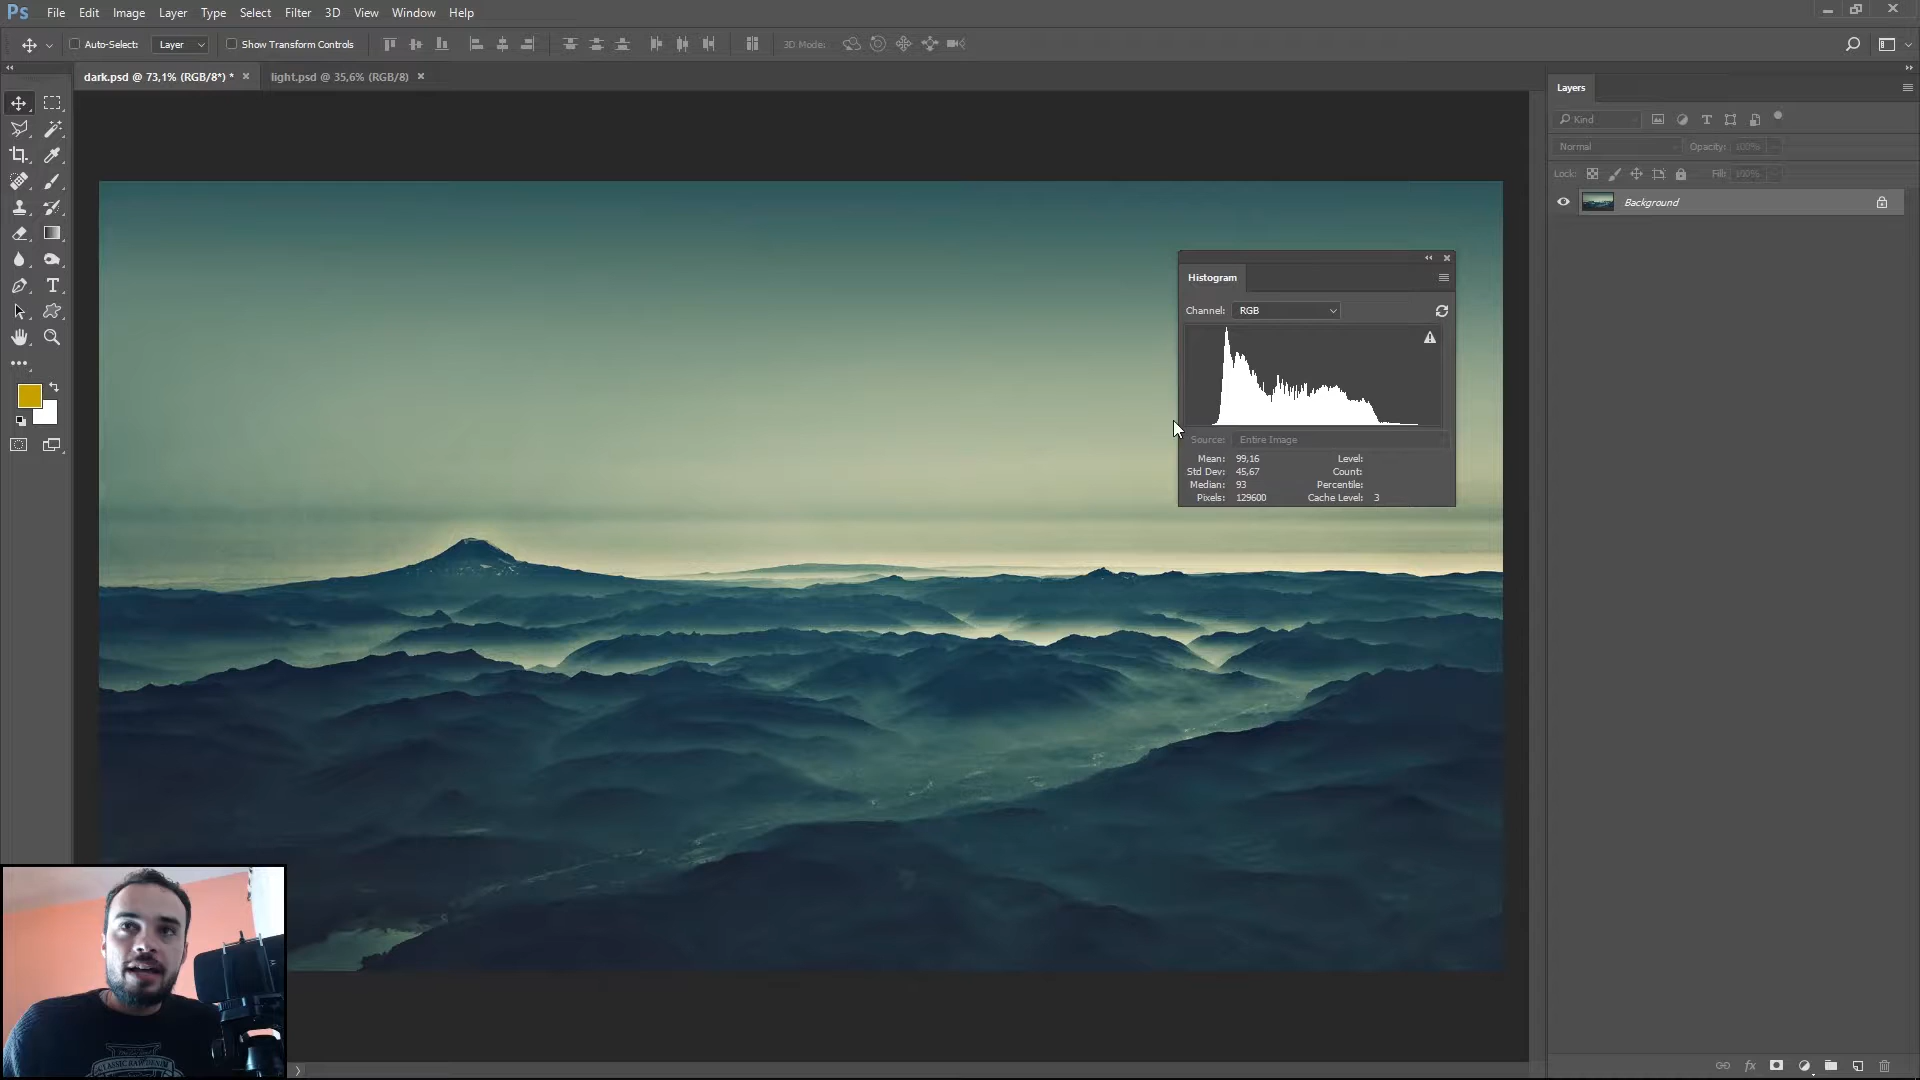 Ps File Edit Image Layer Type Select Filter 3D View Window Help
Auto-Select: Layer Show Transform Controls 3D Mode:
dark.psd @ 73,1% (RGB/8*) * × light.psd @ 35,6% (RGB/8) ×
Layers
Kind
Normal Opacity: 100%
Lock: Fill: 100%
Background
Histogram
Channel: RGB
Source: Entire Image
Mean: 99,16 Level:
Std Dev: 45,67 Count:
Median: 93 Percentile:
Pixels: 129600 Cache Level: 3